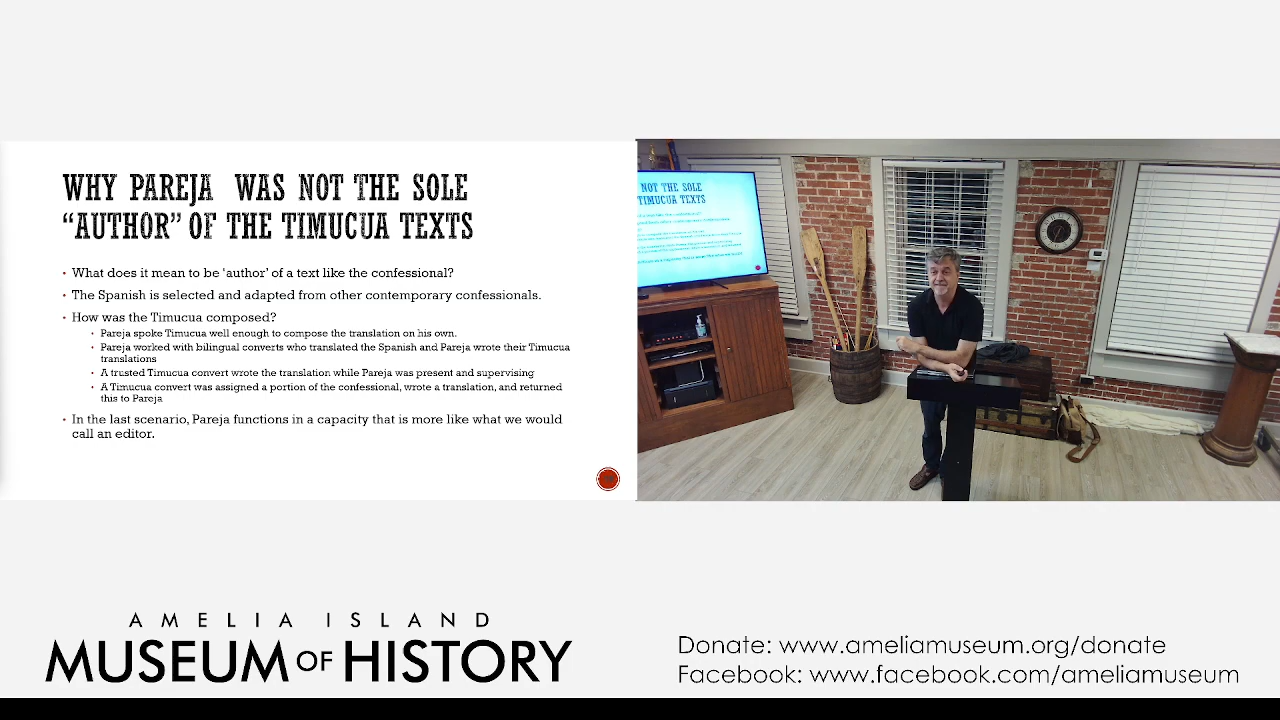 WHY PAREJA WAS NOT THE SOLE
“AUTHOR” OF THE TIMUCUA TEXTS
• What does it mean to be ‘author’ of a text like the confessional?
• The Spanish is selected and adapted from other contemporary confessionals.
• How was the Timucua composed?
• Pareja spoke Timucua well enough to compose the translation on his own.
• Pareja worked with bilingual converts who translated the Spanish and Pareja wrote their Timucua
translations
• A trusted Timucua convert wrote the translation while Pareja was present and supervising
• A Timucua convert was assigned a portion of the confessional, wrote a translation, and returned
this to Pareja
• In the last scenario, Pareja functions in a capacity that is more like what we would
call an editor.
NOT THE SOLE
TIMUCUA TEXTS
AMELIA ISLAND
MUSEUM OF HISTORY
Donate: www.ameliamuseum.org/donate
Facebook: www.facebook.com/ameliamuseum